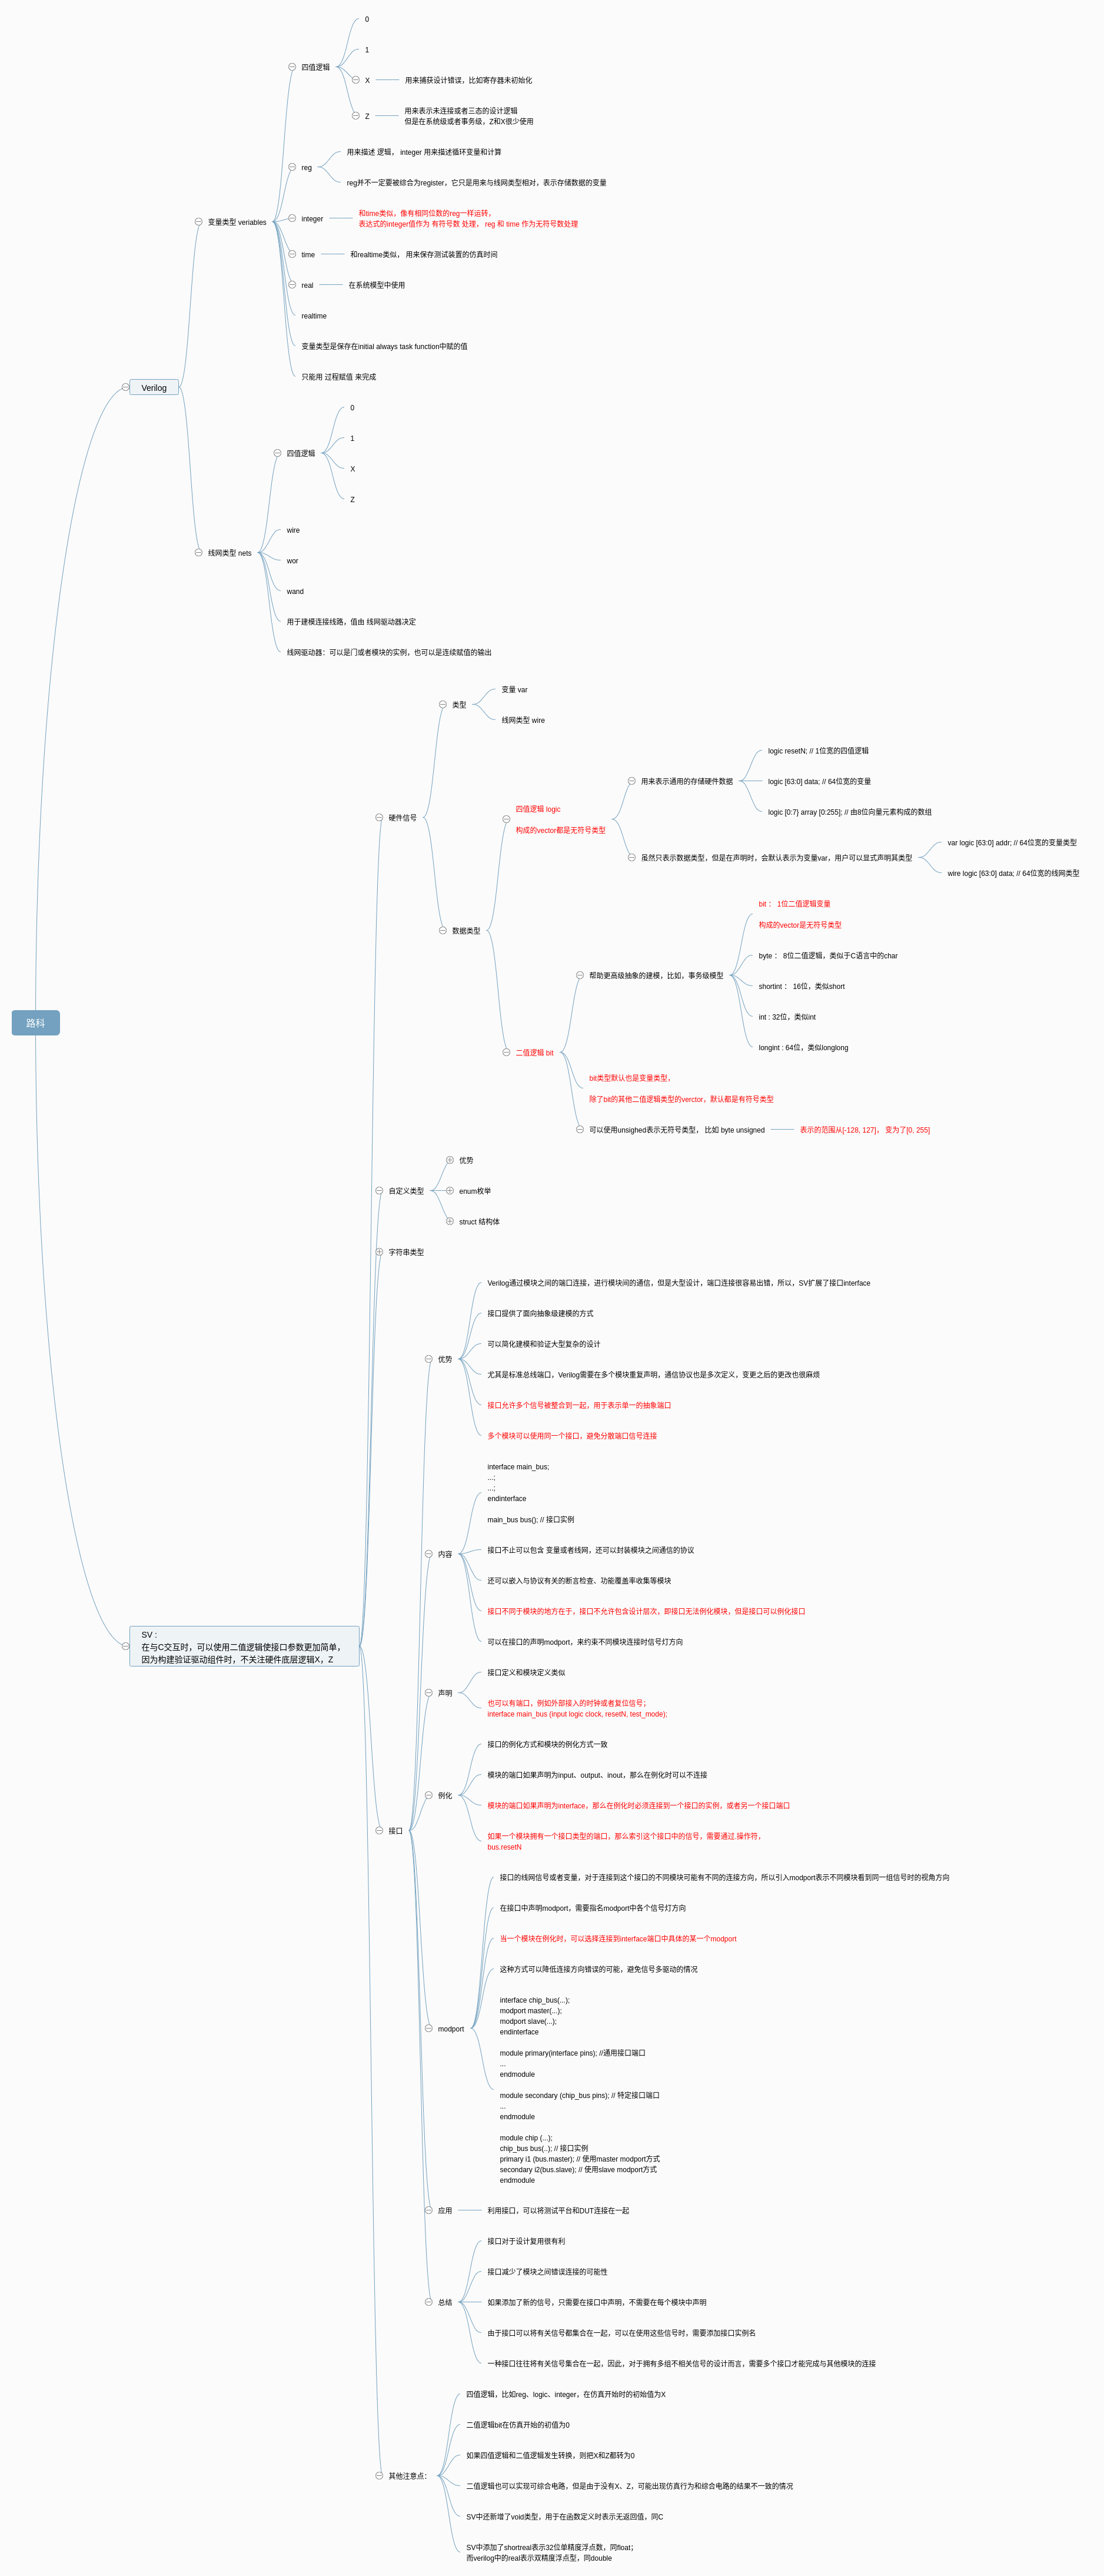 路科
Verilog
变量类型 veriables
四值逻辑
0
1
X
用来捕获设计错误，比如寄存器未初始化
Z
用来表示未连接或者三态的设计逻辑
但是在系统级或者事务级，Z和X很少使用
reg
用来描述 逻辑， integer 用来描述循环变量和计算
reg并不一定要被综合为register，它只是用来与线网类型相对，表示存储数据的变量
integer
和time类似，像有相同位数的reg一样运转，
表达式的integer值作为 有符号数 处理， reg 和 time 作为无符号数处理
time
和realtime类似， 用来保存测试装置的仿真时间
real
在系统模型中使用
realtime
变量类型是保存在initial always task function中赋的值
只能用 过程赋值 来完成
线网类型 nets
四值逻辑
0
1
X
Z
wire
wor
wand
用于建模连接线路，值由 线网驱动器决定
线网驱动器：可以是门或者模块的实例，也可以是连续赋值的输出
SV :
在与C交互时，可以使用二值逻辑使接口参数更加简单，
因为构建验证驱动组件时，不关注硬件底层逻辑X，Z
硬件信号
类型
变量 var
线网类型 wire
数据类型
四值逻辑 logic
构成的vector都是无符号类型
用来表示通用的存储硬件数据
logic resetN; // 1位宽的四值逻辑
logic [63:0] data; // 64位宽的变量
logic [0:7} array [0:255]; // 由8位向量元素构成的数组
虽然只表示数据类型，但是在声明时，会默认表示为变量var，用户可以显式声明其类型
var logic [63:0] addr; // 64位宽的变量类型
wire logic [63:0] data; // 64位宽的线网类型
二值逻辑 bit
帮助更高级抽象的建模，比如，事务级模型
bit ： 1位二值逻辑变量
构成的vector是无符号类型
byte ： 8位二值逻辑，类似于C语言中的char
shortint ： 16位，类似short
int : 32位，类似int
longint : 64位，类似longlong
bit类型默认也是变量类型，
除了bit的其他二值逻辑类型的verctor，默认都是有符号类型
可以使用unsighed表示无符号类型， 比如 byte unsigned
表示的范围从[-128, 127]， 变为了[0, 255]
自定义类型
优势
enum枚举
struct 结构体
字符串类型
接口
优势
Verilog通过模块之间的端口连接，进行模块间的通信，但是大型设计，端口连接很容易出错，所以，SV扩展了接口interface
接口提供了面向抽象级建模的方式
可以简化建模和验证大型复杂的设计
尤其是标准总线端口，Verilog需要在多个模块重复声明，通信协议也是多次定义，变更之后的更改也很麻烦
接口允许多个信号被整合到一起，用于表示单一的抽象端口
多个模块可以使用同一个接口，避免分散端口信号连接
内容
interface main_bus;
...;
...;
endinterface
main_bus bus(); // 接口实例
接口不止可以包含 变量或者线网，还可以封装模块之间通信的协议
还可以嵌入与协议有关的断言检查、功能覆盖率收集等模块
接口不同于模块的地方在于，接口不允许包含设计层次，即接口无法例化模块，但是接口可以例化接口
可以在接口的声明modport，来约束不同模块连接时信号灯方向
声明
接口定义和模块定义类似
也可以有端口，例如外部接入的时钟或者复位信号；
interface main_bus (input logic clock, resetN, test_mode);
例化
接口的例化方式和模块的例化方式一致
模块的端口如果声明为input、output、inout，那么在例化时可以不连接
模块的端口如果声明为interface，那么在例化时必须连接到一个接口的实例，或者另一个接口端口
如果一个模块拥有一个接口类型的端口，那么索引这个接口中的信号，需要通过.操作符，
bus.resetN
modport
接口的线网信号或者变量，对于连接到这个接口的不同模块可能有不同的连接方向，所以引入modport表示不同模块看到同一组信号时的视角方向
在接口中声明modport，需要指名modport中各个信号灯方向
当一个模块在例化时，可以选择连接到interface端口中具体的某一个modport
这种方式可以降低连接方向错误的可能，避免信号多驱动的情况
interface chip_bus(...);
modport master(...);
modport slave(...);
endinterface
module primary(interface pins); //通用接口端口
...
endmodule
module secondary (chip_bus pins); // 特定接口端口
...
endmodule
module chip (...);
chip_bus bus(..); // 接口实例
primary i1 (bus.master); // 使用master modport方式
secondary i2(bus.slave); // 使用slave modport方式
endmodule
应用
利用接口，可以将测试平台和DUT连接在一起
总结
接口对于设计复用很有利
接口减少了模块之间错误连接的可能性
如果添加了新的信号，只需要在接口中声明，不需要在每个模块中声明
由于接口可以将有关信号都集合在一起，可以在使用这些信号时，需要添加接口实例名
一种接口往往将有关信号集合在一起，因此，对于拥有多组不相关信号的设计而言，需要多个接口才能完成与其他模块的连接
其他注意点：
四值逻辑，比如reg、logic、integer，在仿真开始时的初始值为X
二值逻辑bit在仿真开始的初值为0
如果四值逻辑和二值逻辑发生转换，则把X和Z都转为0
二值逻辑也可以实现可综合电路，但是由于没有X、Z，可能出现仿真行为和综合电路的结果不一致的情况
SV中还新增了void类型，用于在函数定义时表示无返回值，同C
SV中添加了shortreal表示32位单精度浮点数，同float；
而verilog中的real表示双精度浮点型，同double